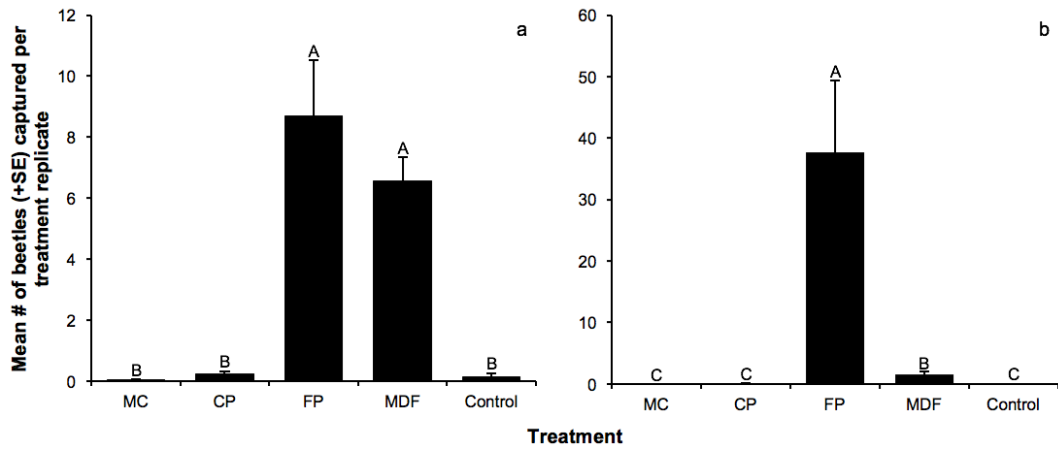 Mean # of beetles (+SE) captured per
treatment replicate
a
12
10
8
6
4
2
0
B
B
A
A
B
MC CP FP MDF Control
b
60
50
40
30
20
10
0
C
C
A
B
C
MC CP FP MDF Control
Treatment